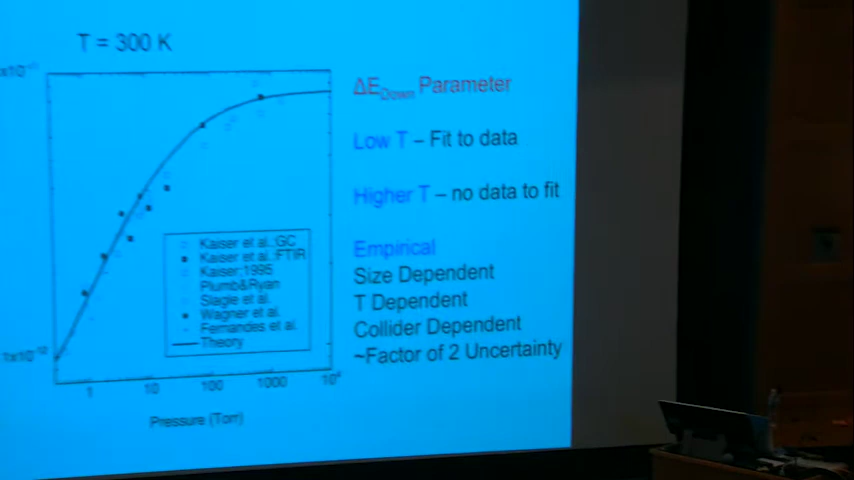 T = 300 K
ΔE Down Parameter
Low T – Fit to data
Higher T – no data to fit
Empirical
Size Dependent
T Dependent
Collider Dependent
~Factor of 2 Uncertainty
Kaiser et al.:GC
Kaiser et al.:FTIR
Kaiser:1995
Plumb&Ryan
Slagle et al.
Wagner et al.
Fernandes et al.
Theory
1 10 100 1000 10⁴
Pressure (Torr)